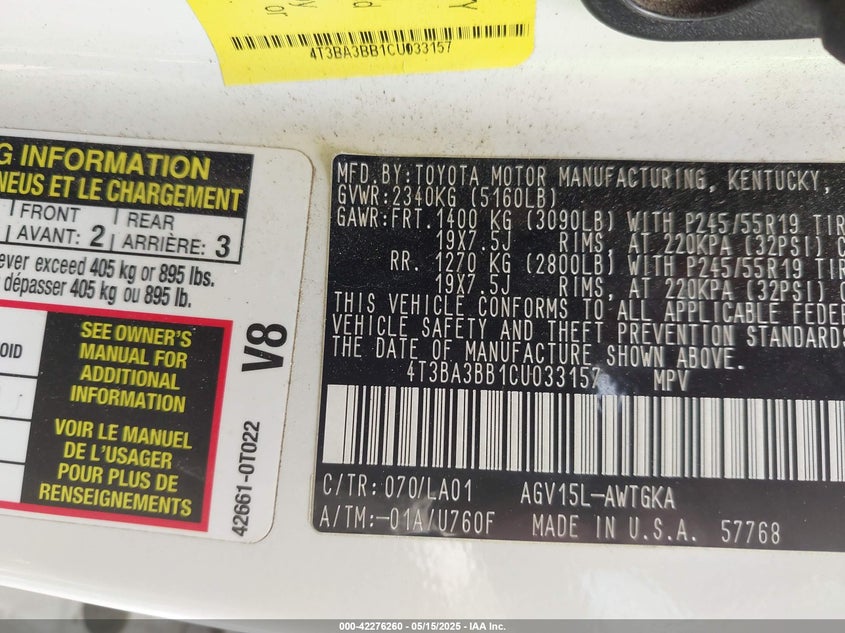 Y
y
or
4T3BA3BB1CU033157
G INFORMATION
NEUS ET LE CHARGEMENT
FRONT
AVANT: 2
REAR
ARRIÈRE: 3
ever exceed 405 kg or 895 lbs.
dépasser 405 kg ou 895 lb.
OID
SEE OWNER'S
MANUAL FOR
ADDITIONAL
INFORMATION
VOIR LE MANUEL
DE L'USAGER
POUR PLUS DE
RENSEIGNEMENTS
V8
42661-0T022
MFD.BY:TOYOTA MOTOR MANUFACTURING, KENTUCKY,
GVWR:2340KG (5160LB)
GAWR:FRT.1400 KG (3090LB) WITH P245/55R19 TIR
19X7.5J RIMS, AT 220KPA (32PSI) C
RR. 1270 KG (2800LB) WITH P245/55R19 TIR
19X7.5J RIMS, AT 220KPA (32PSI) C
THIS VEHICLE CONFORMS TO ALL APPLICABLE FEDER
VEHICLE SAFETY AND THEFT PREVENTION STANDARDS
THE DATE OF MANUFACTURE SHOWN ABOVE.
4T3BA3BB1CU033157 MPV
C/TR:070/LA01 AGV15L-AWTGKA
A/TM:-01A/U760F MADE IN U.S.A. 57768
000-42276260 - 05/15/2025 - IAA Inc.